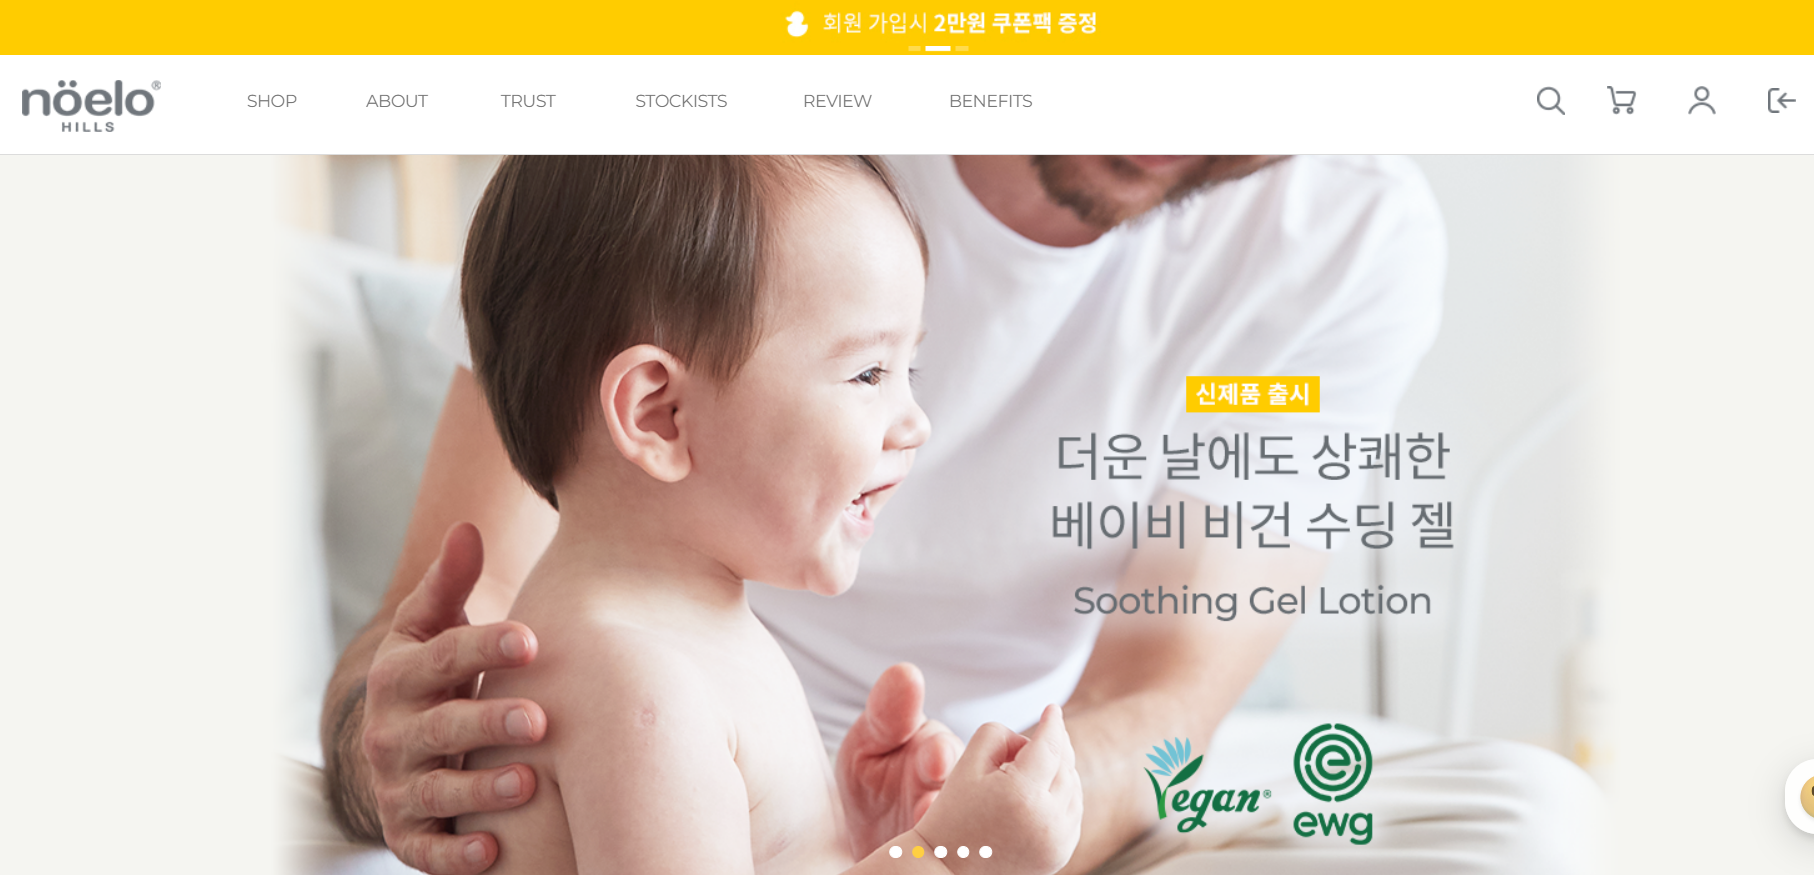 회원 가입시 2만원 쿠폰팩 증정
nöelo®
HILLS
SHOP ABOUT TRUST STOCKISTS REVIEW BENEFITS
신제품 출시
더운 날에도 상쾌한
베이비 비건 수딩 젤
Soothing Gel Lotion
Vegan®
ewg